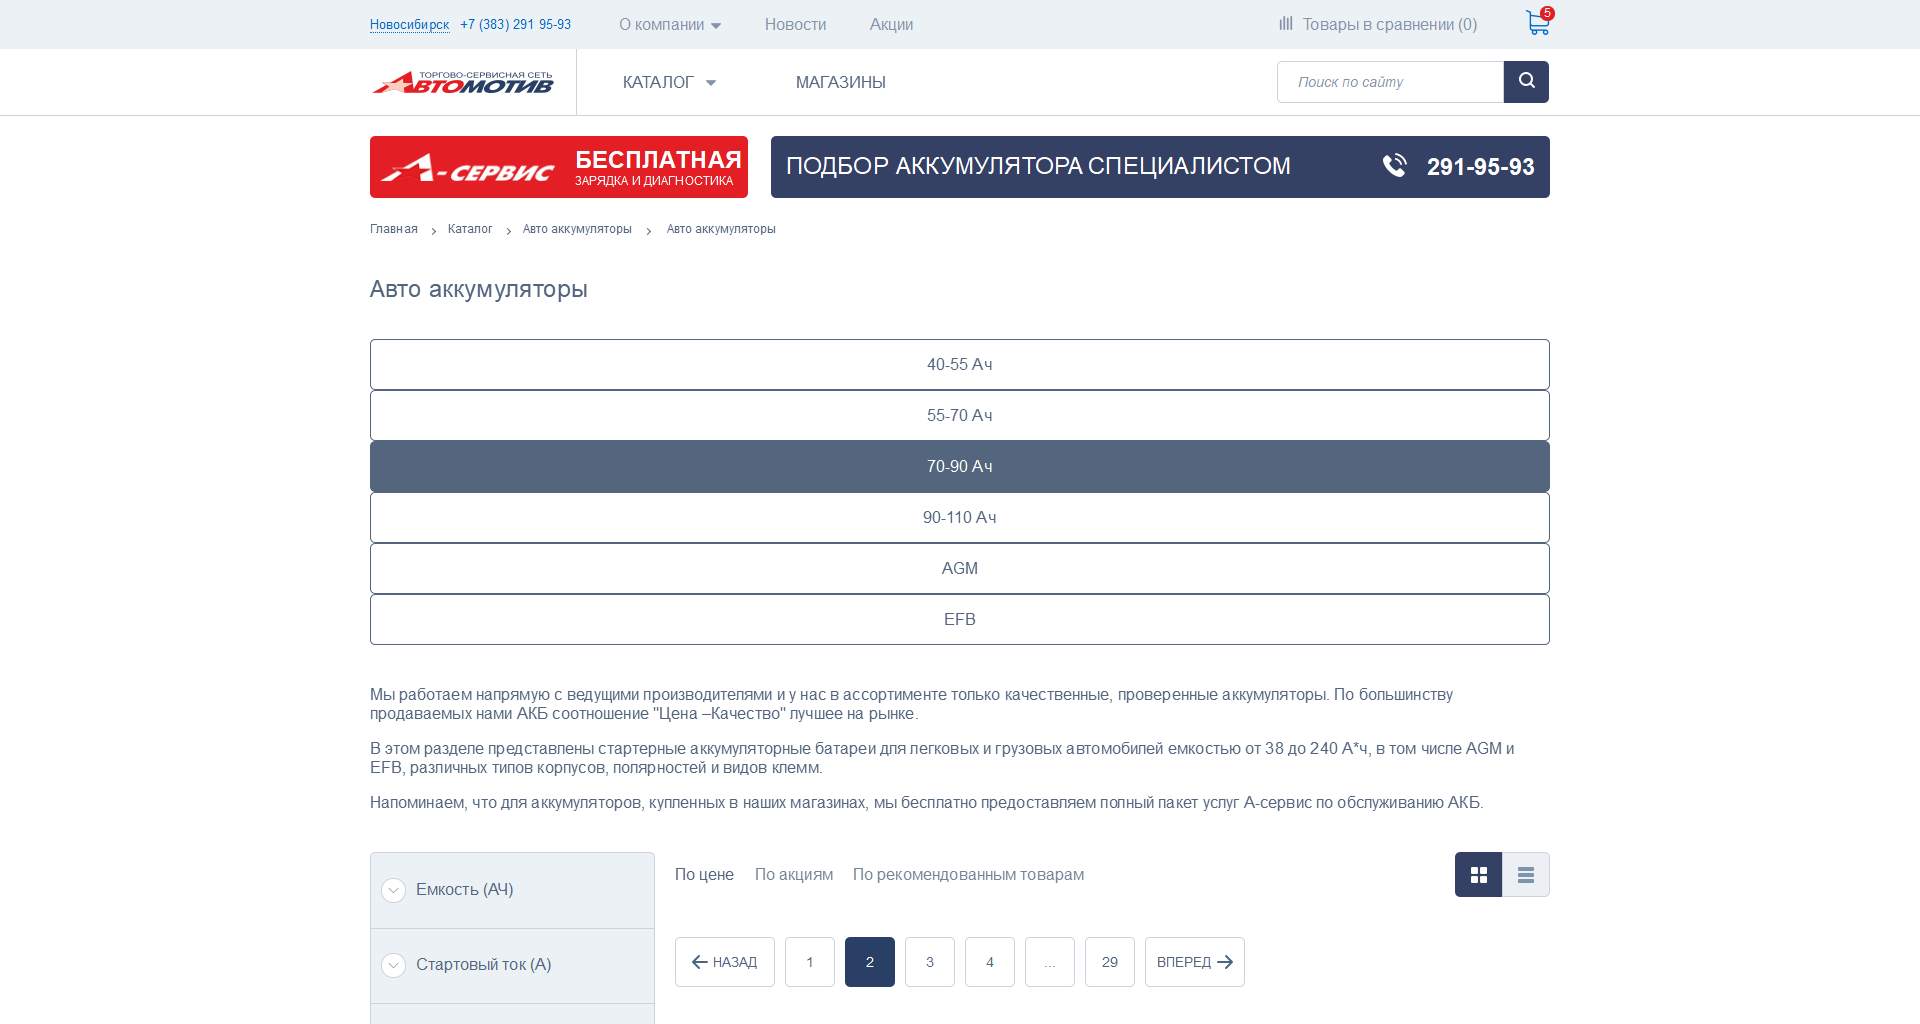 Новосибирск +7 (383) 291 95-93 О компании Новости Акции Товары в сравнении (0) 5
ТОРГОВО-СЕРВИСНАЯ СЕТЬ
АВТОМОТИВ
КАТАЛОГ МАГАЗИНЫ Поиск по сайту
А-СЕРВИС БЕСПЛАТНАЯ
ЗАРЯДКА И ДИАГНОСТИКА
ПОДБОР АККУМУЛЯТОРА СПЕЦИАЛИСТОМ 291-95-93
Главная Каталог Авто аккумуляторы Авто аккумуляторы
Авто аккумуляторы
40-55 Ач
55-70 Ач
70-90 Ач
90-110 Ач
AGM
EFB
Мы работаем напрямую с ведущими производителями и у нас в ассортименте только качественные, проверенные аккумуляторы. По большинству
продаваемых нами АКБ соотношение "Цена –Качество" лучшее на рынке.
В этом разделе представлены стартерные аккумуляторные батареи для легковых и грузовых автомобилей емкостью от 38 до 240 А*ч, в том числе AGM и
EFB, различных типов корпусов, полярностей и видов клемм.
Напоминаем, что для аккумуляторов, купленных в наших магазинах, мы бесплатно предоставляем полный пакет услуг А-сервис по обслуживанию АКБ.
Емкость (АЧ)
Стартовый ток (А)
По цене По акциям По рекомендованным товарам
НАЗАД 1 2 3 4 ... 29 ВПЕРЕД